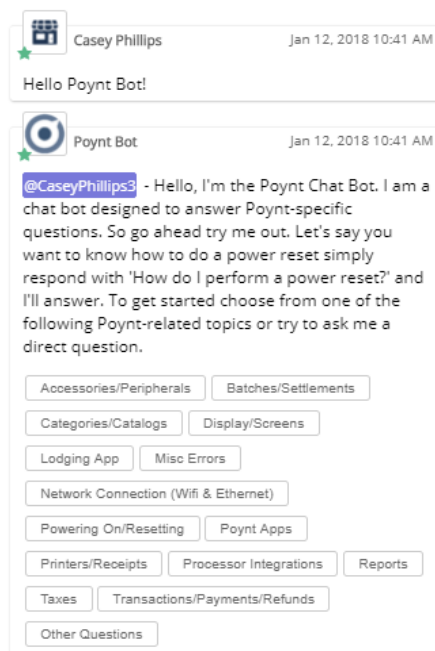 Casey Phillips Jan 12, 2018 10:41 AM
Hello Poynt Bot!
Poynt Bot Jan 12, 2018 10:41 AM
@CaseyPhillips3 - Hello, I'm the Poynt Chat Bot. I am a
chat bot designed to answer Poynt-specific
questions. So go ahead try me out. Let's say you
want to know how to do a power reset simply
respond with 'How do I perform a power reset?' and
I'll answer. To get started choose from one of the
following Poynt-related topics or try to ask me a
direct question.
Accessories/Peripherals Batches/Settlements
Categories/Catalogs Display/Screens
Lodging App Misc Errors
Network Connection (Wifi & Ethernet)
Powering On/Resetting Poynt Apps
Printers/Receipts Processor Integrations Reports
Taxes Transactions/Payments/Refunds
Other Questions